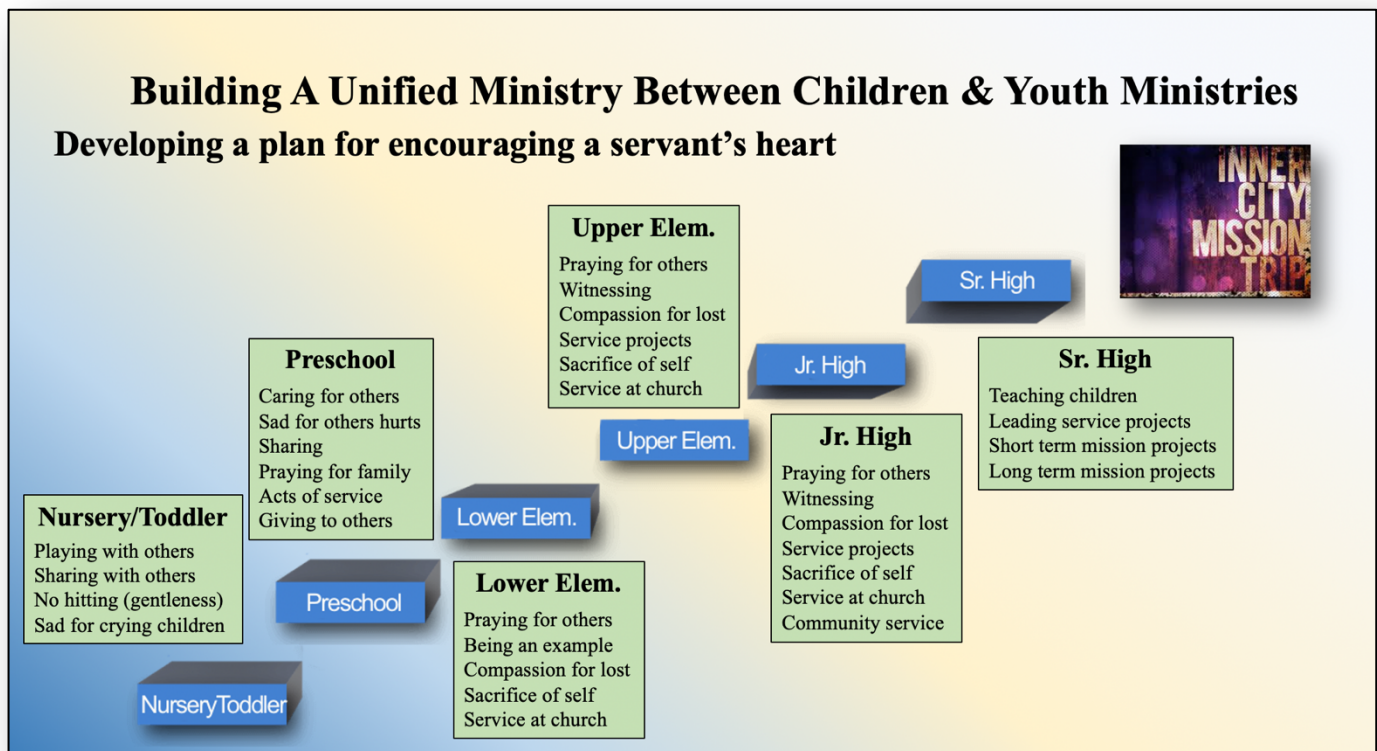 Building A Unified Ministry Between Children & Youth Ministries
Developing a plan for encouraging a servant’s heart
INNER
CITY
MISSION
TRIP
Nursery/Toddler
Playing with others
Sharing with others
No hitting (gentleness)
Sad for crying children
NurseryToddler
Preschool
Caring for others
Sad for others hurts
Sharing
Praying for family
Acts of service
Giving to others
Preschool
Lower Elem.
Lower Elem.
Praying for others
Being an example
Compassion for lost
Sacrifice of self
Service at church
Upper Elem.
Praying for others
Witnessing
Compassion for lost
Service projects
Sacrifice of self
Service at church
Upper Elem.
Jr. High
Jr. High
Praying for others
Witnessing
Compassion for lost
Service projects
Sacrifice of self
Service at church
Community service
Sr. High
Sr. High
Teaching children
Leading service projects
Short term mission projects
Long term mission projects